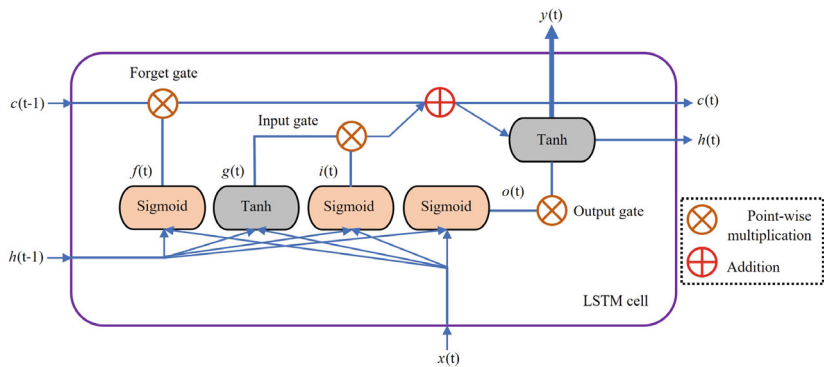 y(t)
Forget gate
c(t-1)
c(t)
Input gate
Tanh
h(t)
f(t)
g(t)
i(t)
o(t)
Sigmoid
Tanh
Sigmoid
Sigmoid
Output gate
Point-wise
multiplication
h(t-1)
Addition
LSTM cell
x(t)